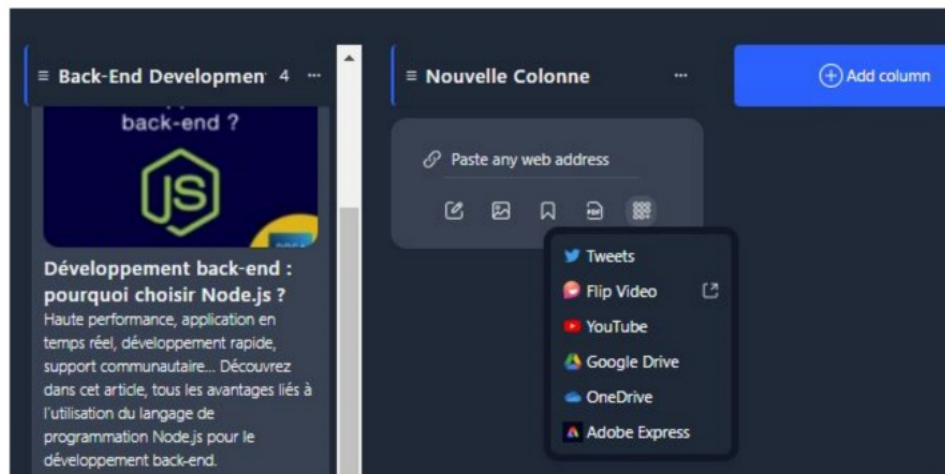 Back-End Developmen 4 ...
back-end ?
JS
Développement back-end :
pourquoi choisir Node.js ?
Haute performance, application en
temps réel, développement rapide,
support communautaire... Découvrez
dans cet article, tous les avantages liés à
l'utilisation du langage de
programmation Node.js pour le
développement back-end.
Nouvelle Colonne ...
Paste any web address
PDF
Tweets
Flip Video
YouTube
Google Drive
OneDrive
Adobe Express
Add column